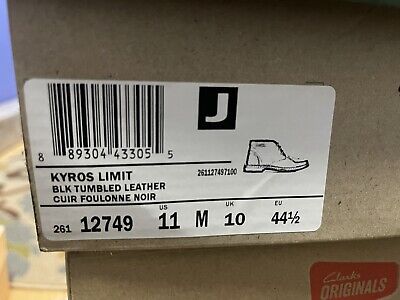 J
8 89304 43305 5
261127497100
KYROS LIMIT
BLK TUMBLED LEATHER
CUIR FOULONNE NOIR
US UK EU
261 12749 11 M 10 44½
Clarks
ORIGINALS